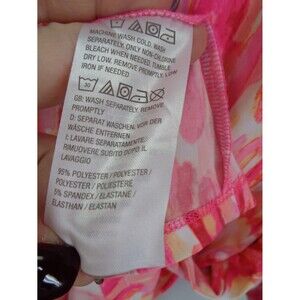 MACHINE WASH COLD. WASH
SEPARATELY. ONLY NON-CHLORINE
BLEACH WHEN NEEDED. TUMBLE
DRY LOW. REMOVE PROMPTLY. LOW
IRON IF NEEDED
30
GB: WASH SEPARATELY. REMOVE
PROMPTLY
D: SEPARAT WASCHEN. VOR DER
WÄSCHE ENTFERNEN
I: LAVARE SEPARATAMENTE.
RIMUOVERE SUBITO DOPO IL
LAVAGGIO
95% POLYESTER / POLYESTER /
POLYESTER / POLIESTERE
5% SPANDEX / ELASTANE /
ELASTHAN / ELASTAN